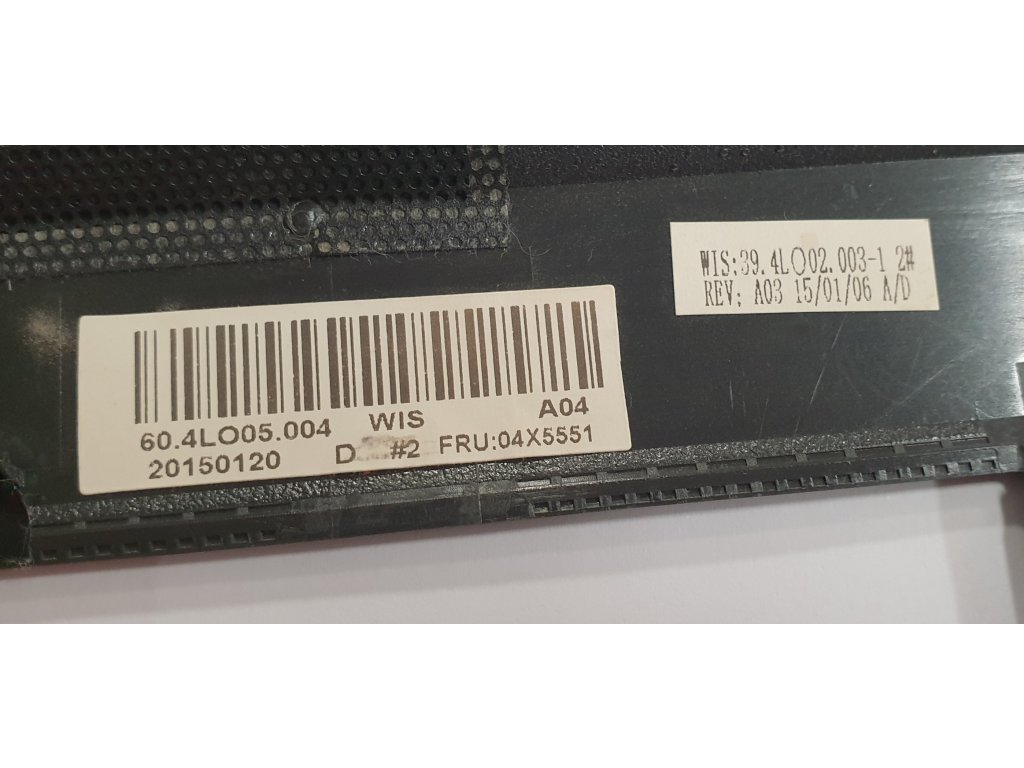 WIS:39.4LO02.003-1 2#
REV; A03 15/01/06 A/D
60.4LO05.004 WIS A04
20150120 D #2 FRU:04X5551